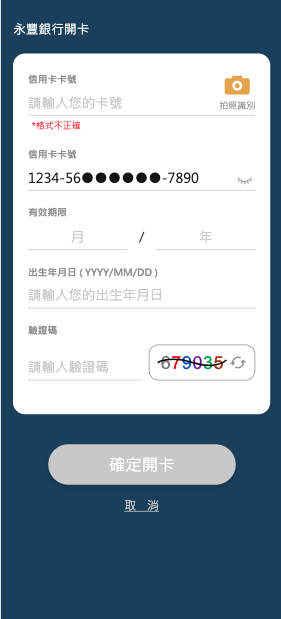 永豐銀行開卡
信用卡卡號
請輸入您的卡號
拍照識別
*格式不正確
信用卡卡號
1234-56●●●●●●-7890
有效期限
月 / 年
出生年月日 ( YYYY/MM/DD )
請輸入您的出生年月日
驗證碼
請輸入驗證碼 679035
確定開卡
取 消